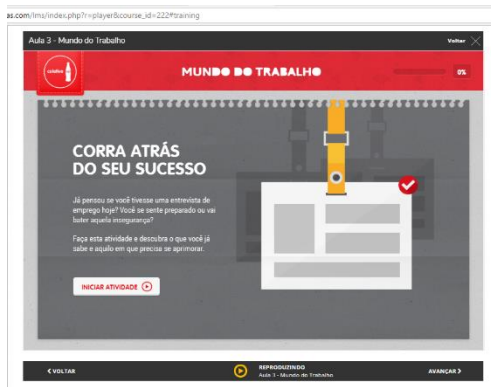 as.com/lms/index.php?r=player&course_id=222#training
Aula 3 - Mundo do Trabalho
Voltar
coletivo
MUNDO DO TRABALHO
0%
CORRA ATRÁS
DO SEU SUCESSO
Já pensou se você tivesse uma entrevista de
emprego hoje? Você se sente preparado ou vai
bater aquela insegurança?
Faça esta atividade e descubra o que você já
sabe e aquilo em que precisa se aprimorar.
INICIAR ATIVIDADE
VOLTAR
REPRODUZINDO
Aula 3 - Mundo do Trabalho
AVANÇAR